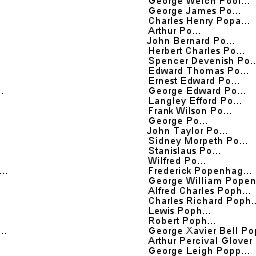 George Welch Pool...
George James Po...
Charles Henry Popa...
Arthur Po...
John Bernard Po...
Herbert Charles Po...
Spencer Devenish Po...
Edward Thomas Po...
Ernest Edward Po...
George Edward Po...
Langley Efford Po...
Frank Wilson Po...
George Po...
John Taylor Po...
Sidney Morpeth Po...
Stanislaus Po...
Wilfred Po...
Frederick Popenhag...
George William Popen
Alfred Charles Poph...
Charles Richard Poph...
Lewis Poph...
Robert Poph...
George Xavier Bell Pop
Arthur Percival Glover
George Leigh Popp...